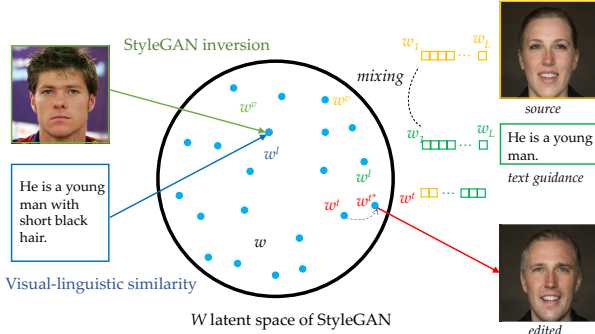 StyleGAN inversion
He is a young
man with
short black
hair.
Visual-linguistic similarity
w^v
w^v
w^l
w^l
w^t
w^{t*}
w
W latent space of StyleGAN
mixing
w_1
w_L
source
w_1
w_L
He is a young
man.
text guidance
w^t
edited